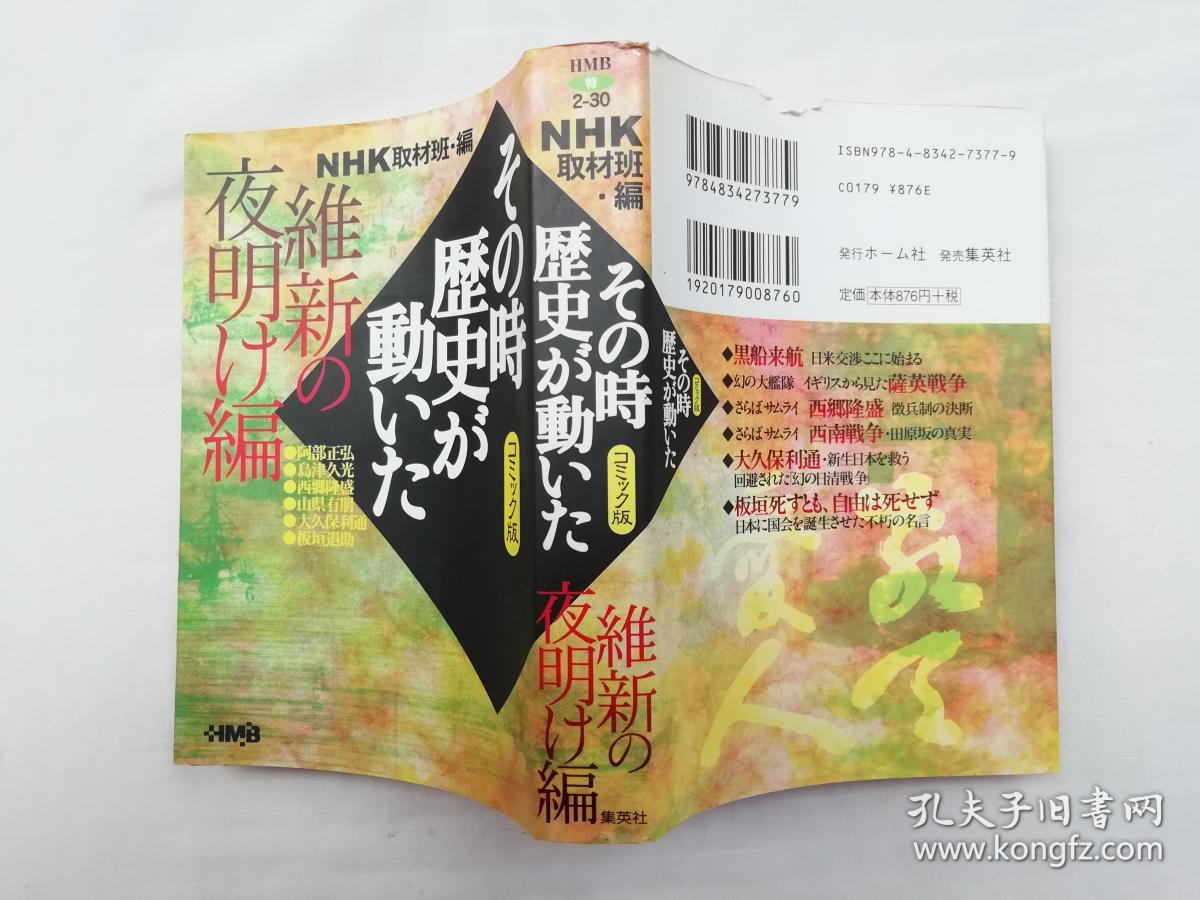 NHK取材班・編
その時
歴史が
動いた
コミック版
維新の
夜明け編
●阿部正弘
●島津久光
●西郷隆盛
●山県有朋
●大久保利通
●板垣退助
HMB
HMB
特
2-30
NHK
取材班
・編
その時
歴史が動いた
コミック版
維新の
夜明け編
集英社
9784834273779
1920179008760
ISBN978-4-8342-7377-9
C0179 ¥876E
発行ホーム社 発売集英社
定価 本体876円+税
その時
歴史が動いた
コミック版
◆黒船来航 日米交渉ここに始まる
◆幻の大艦隊 イギリスから見た薩英戦争
◆さらばサムライ 西郷隆盛 徴兵制の決断
◆さらばサムライ 西南戦争・田原坂の真実
◆大久保利通・新生日本を救う
回避された「幻の日清戦争」
◆板垣死すとも、自由は死せず
日本に国会を誕生させた不朽の名言
孔夫子旧书网
www.kongfz.com